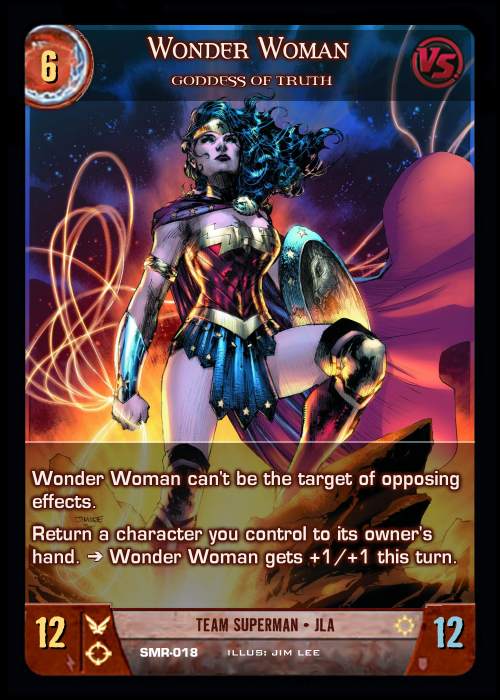 6
WONDER WOMAN
GODDESS OF TRUTH
VS.
Wonder Woman can't be the target of opposing
effects.
Return a character you control to its owner's
hand. ➔ Wonder Woman gets +1/+1 this turn.
12
TEAM SUPERMAN • JLA
12
SMR-018 ILLUS: JIM LEE